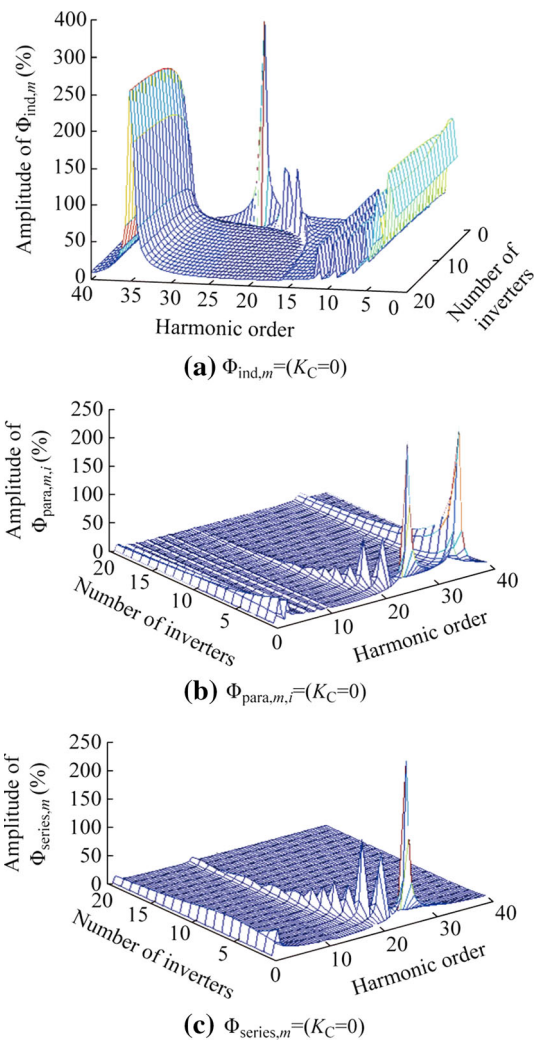 400
350
300
250
200
150
100
50
0
Amplitude of Φind,m (%)
40 35 30 25 20 15 10 5 0
Harmonic order
0
10
20
Number of inverters
(a) Φind,m=(KC=0)
250
200
150
100
50
0
Amplitude of Φpara,m,i (%)
20 15 10 5 0
Number of inverters
10 20 30 40
Harmonic order
(b) Φpara,m,i=(KC=0)
250
200
150
100
50
0
Amplitude of Φseries,m (%)
20 15 10 5 0
Number of inverters
10 20 30 40
Harmonic order
(c) Φseries,m=(KC=0)